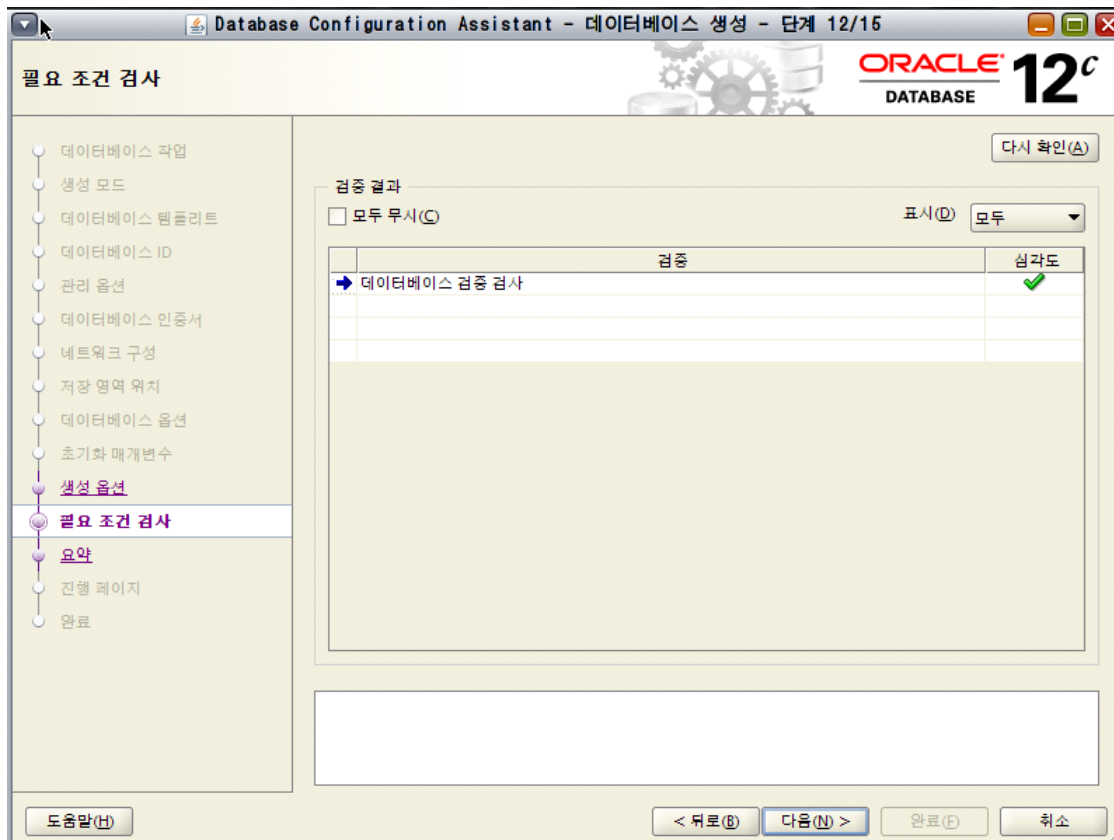 Database Configuration Assistant - 데이터베이스 생성 - 단계 12/15
필요 조건 검사
ORACLE
DATABASE
12c
데이터베이스 작업
생성 모드
데이터베이스 템플리트
데이터베이스 ID
관리 옵션
데이터베이스 인증서
네트워크 구성
저장 영역 위치
데이터베이스 옵션
초기화 매개변수
생성 옵션
필요 조건 검사
요약
진행 페이지
완료
다시 확인(A)
검증 결과
모두 무시(C)
표시(D) 모두
검증 심각도
데이터베이스 검증 검사
도움말(H)
< 뒤로(B)
다음(N) >
완료(F)
취소